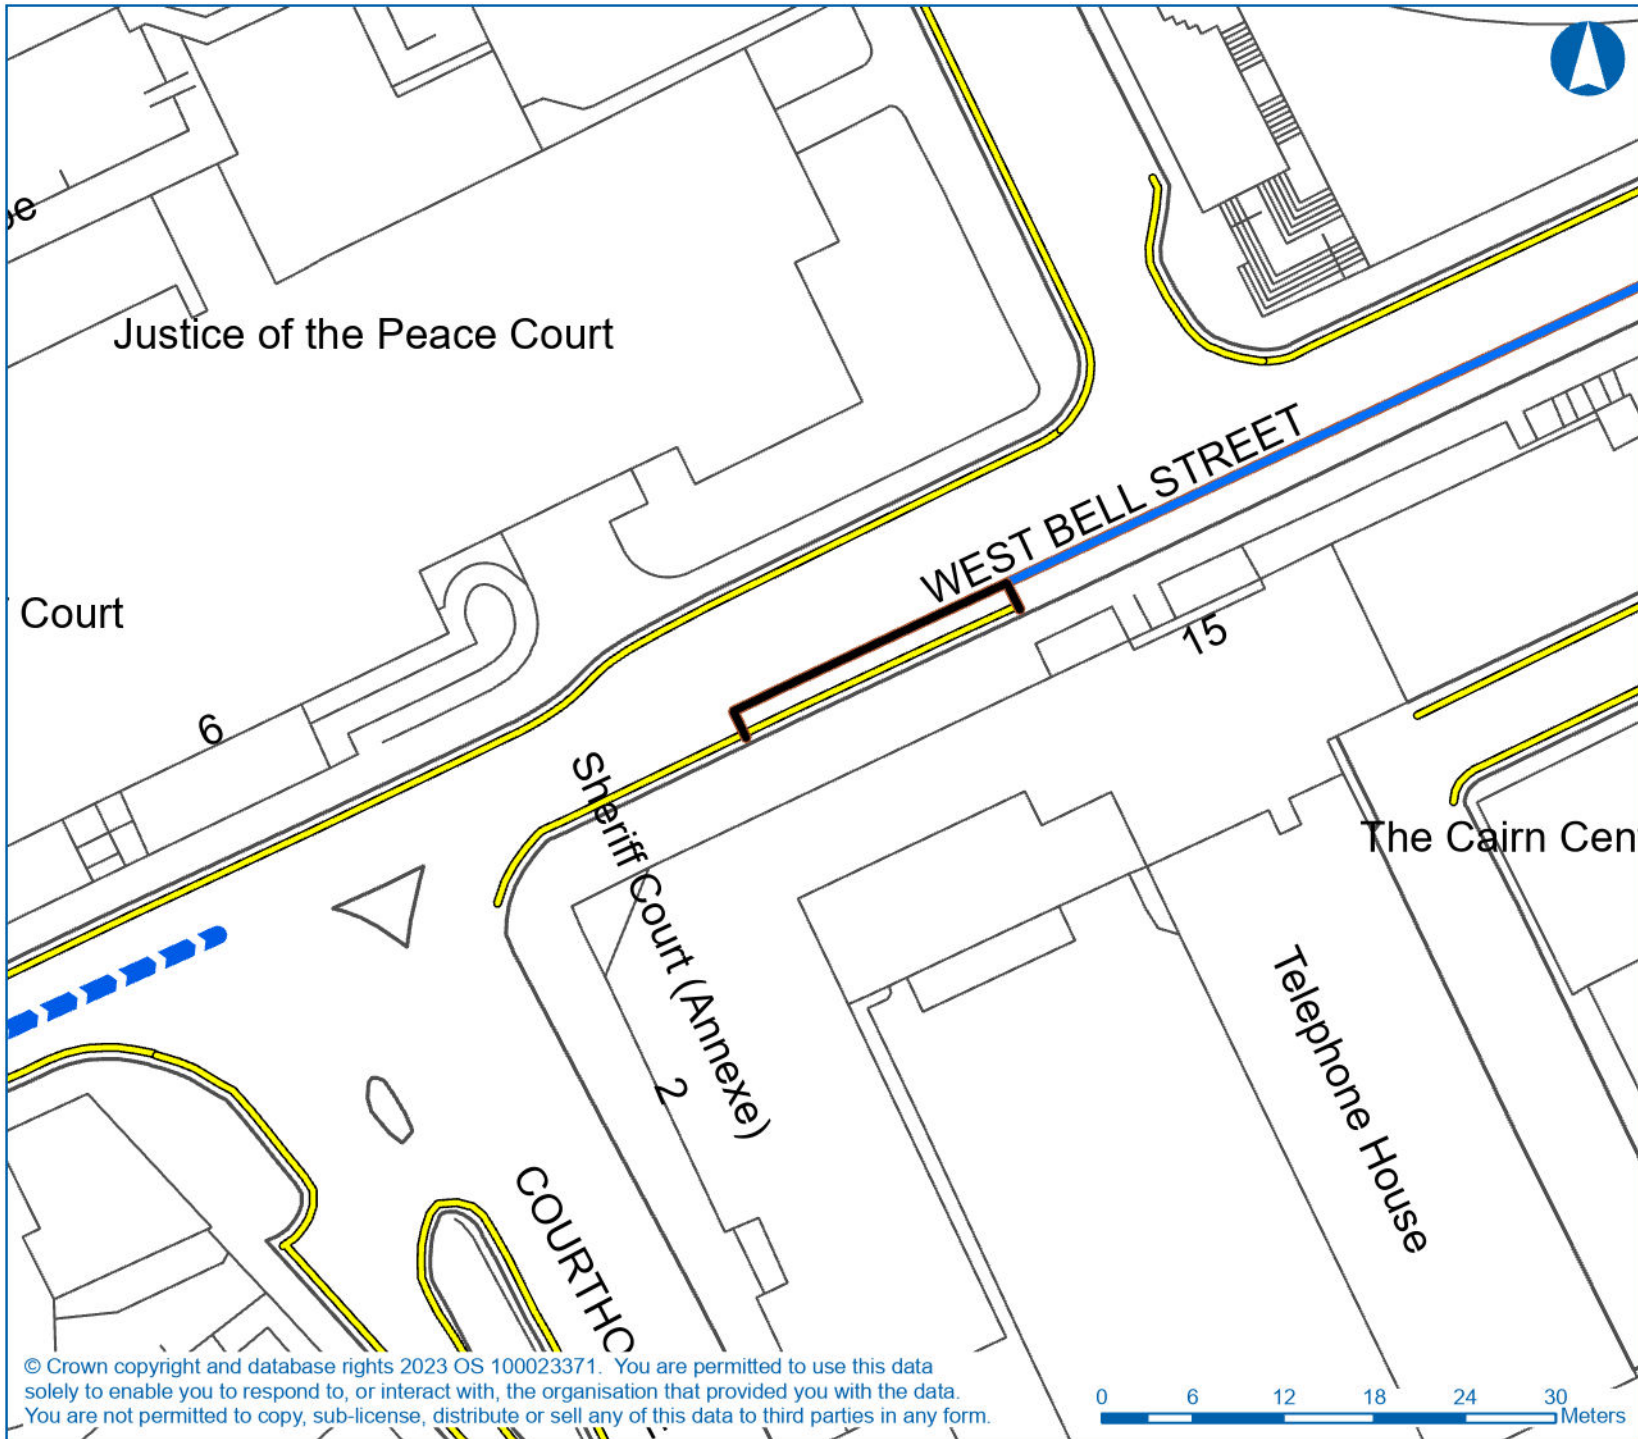 Justice of the Peace Court
WEST BELL STREET
Court
15
6
Sheriff Court (Annexe)
The Cairn Cen
2
Telephone House
COURTHO
© Crown copyright and database rights 2023 OS 100023371. You are permitted to use this data
solely to enable you to respond to, or interact with, the organisation that provided you with the data.
You are not permitted to copy, sub-license, distribute or sell any of this data to third parties in any form.
0 6 12 18 24 30
Meters